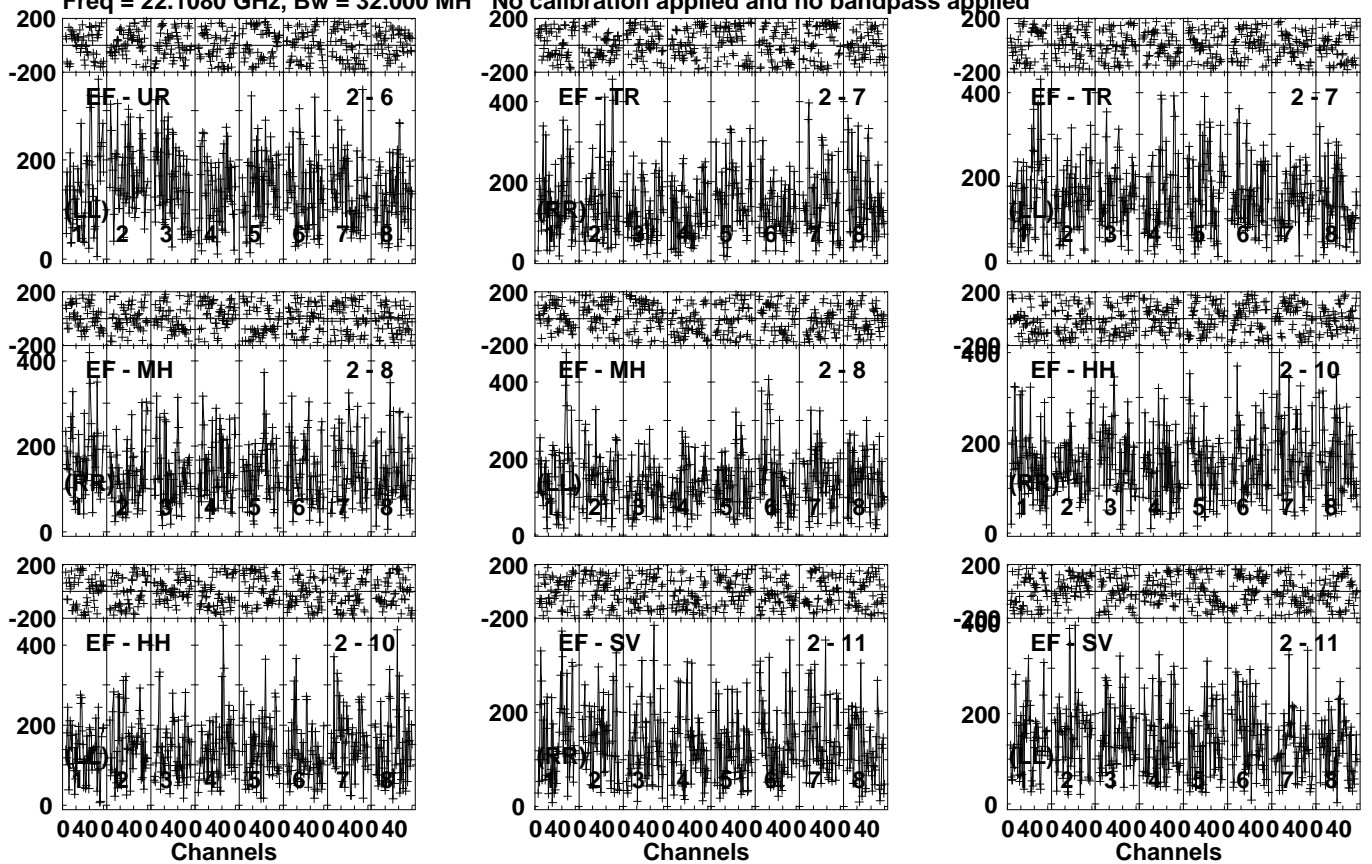 Freq = 22.1080 GHz, Bw = 32.000 MH No calibration applied and no bandpass applied
200 200 200
-200 -200 -200
EF - UR 2 - 6 EF - TR 2 - 7 EF - TR 2 - 7
400 400
200 200 200
(LL) (RR) (LL)
1 2 3 4 5 6 7 8 1 2 3 4 5 6 7 8 1 2 3 4 5 6 7 8
0 0 0
200 200 200
-200 -200 -200
400 400 400
EF - MH 2 - 8 EF - MH 2 - 8 EF - HH 2 - 10
200 200 200
(RR) (LL) (RR)
1 2 3 4 5 6 7 8 1 2 3 4 5 6 7 8 1 2 3 4 5 6 7 8
0 0 0
200 200 200
-200 -200 -200
400 400 400
EF - HH 2 - 10 EF - SV 2 - 11 EF - SV 2 - 11
200 200 200
(LL) (RR) (LL)
1 2 3 4 5 6 7 8 1 2 3 4 5 6 7 8 1 2 3 4 5 6 7 8
0 0 0
0 40 0 40 0 40 0 40 0 40 0 40 0 40 0 40 0 40 0 40 0 40 0 40 0 40 0 40 0 40 0 40 0 40 0 40 0 40 0 40 0 40 0 40 0 40 0 40
Channels Channels Channels